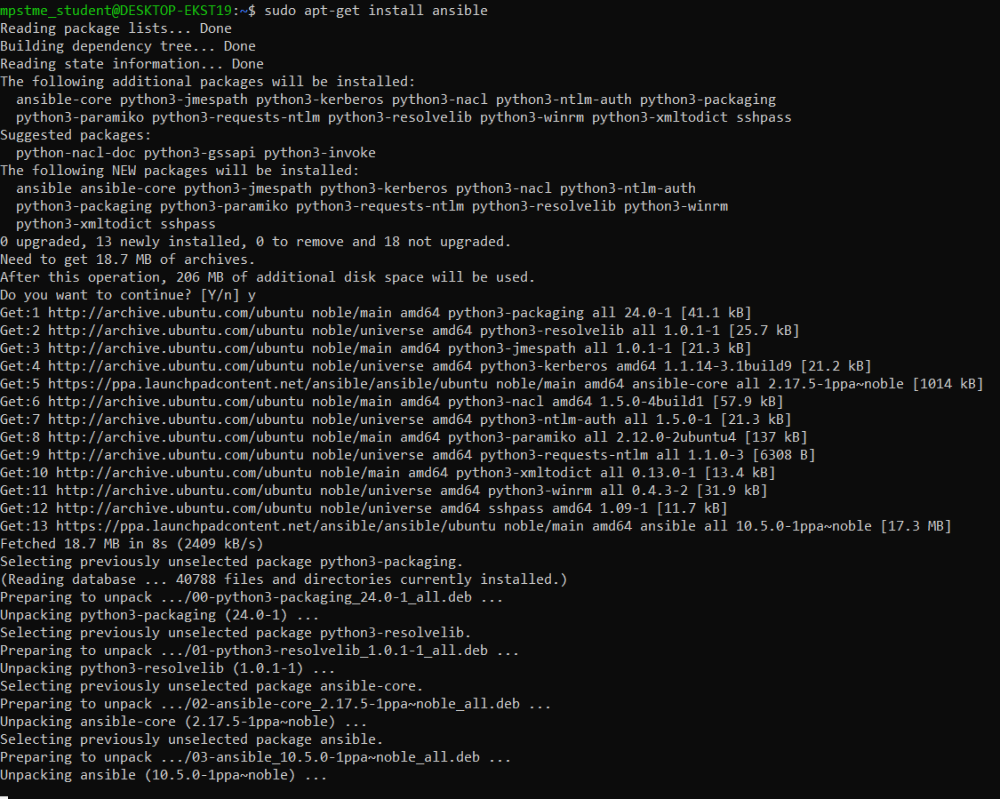 mpstme_student@DESKTOP-EKST19:~$ sudo apt-get install ansible
Reading package lists... Done
Building dependency tree... Done
Reading state information... Done
The following additional packages will be installed:
  ansible-core python3-jmespath python3-kerberos python3-nacl python3-ntlm-auth python3-packaging
  python3-paramiko python3-requests-ntlm python3-resolvelib python3-winrm python3-xmltodict sshpass
Suggested packages:
  python-nacl-doc python3-gssapi python3-invoke
The following NEW packages will be installed:
  ansible ansible-core python3-jmespath python3-kerberos python3-nacl python3-ntlm-auth
  python3-packaging python3-paramiko python3-requests-ntlm python3-resolvelib python3-winrm
  python3-xmltodict sshpass
0 upgraded, 13 newly installed, 0 to remove and 18 not upgraded.
Need to get 18.7 MB of archives.
After this operation, 206 MB of additional disk space will be used.
Do you want to continue? [Y/n] y
Get:1 http://archive.ubuntu.com/ubuntu noble/main amd64 python3-packaging all 24.0-1 [41.1 kB]
Get:2 http://archive.ubuntu.com/ubuntu noble/universe amd64 python3-resolvelib all 1.0.1-1 [25.7 kB]
Get:3 http://archive.ubuntu.com/ubuntu noble/main amd64 python3-jmespath all 1.0.1-1 [21.3 kB]
Get:4 http://archive.ubuntu.com/ubuntu noble/universe amd64 python3-kerberos amd64 1.1.14-3.1build9 [21.2 kB]
Get:5 https://ppa.launchpadcontent.net/ansible/ansible/ubuntu noble/main amd64 ansible-core all 2.17.5-1ppa~noble [1014 kB]
Get:6 http://archive.ubuntu.com/ubuntu noble/main amd64 python3-nacl amd64 1.5.0-4build1 [57.9 kB]
Get:7 http://archive.ubuntu.com/ubuntu noble/universe amd64 python3-ntlm-auth all 1.5.0-1 [21.3 kB]
Get:8 http://archive.ubuntu.com/ubuntu noble/main amd64 python3-paramiko all 2.12.0-2ubuntu4 [137 kB]
Get:9 http://archive.ubuntu.com/ubuntu noble/universe amd64 python3-requests-ntlm all 1.1.0-3 [6308 B]
Get:10 http://archive.ubuntu.com/ubuntu noble/main amd64 python3-xmltodict all 0.13.0-1 [13.4 kB]
Get:11 http://archive.ubuntu.com/ubuntu noble/universe amd64 python3-winrm all 0.4.3-2 [31.9 kB]
Get:12 http://archive.ubuntu.com/ubuntu noble/universe amd64 sshpass amd64 1.09-1 [11.7 kB]
Get:13 https://ppa.launchpadcontent.net/ansible/ansible/ubuntu noble/main amd64 ansible all 10.5.0-1ppa~noble [17.3 MB]
Fetched 18.7 MB in 8s (2409 kB/s)
Selecting previously unselected package python3-packaging.
(Reading database ... 40788 files and directories currently installed.)
Preparing to unpack .../00-python3-packaging_24.0-1_all.deb ...
Unpacking python3-packaging (24.0-1) ...
Selecting previously unselected package python3-resolvelib.
Preparing to unpack .../01-python3-resolvelib_1.0.1-1_all.deb ...
Unpacking python3-resolvelib (1.0.1-1) ...
Selecting previously unselected package ansible-core.
Preparing to unpack .../02-ansible-core_2.17.5-1ppa~noble_all.deb ...
Unpacking ansible-core (2.17.5-1ppa~noble) ...
Selecting previously unselected package ansible.
Preparing to unpack .../03-ansible_10.5.0-1ppa~noble_all.deb ...
Unpacking ansible (10.5.0-1ppa~noble) ...